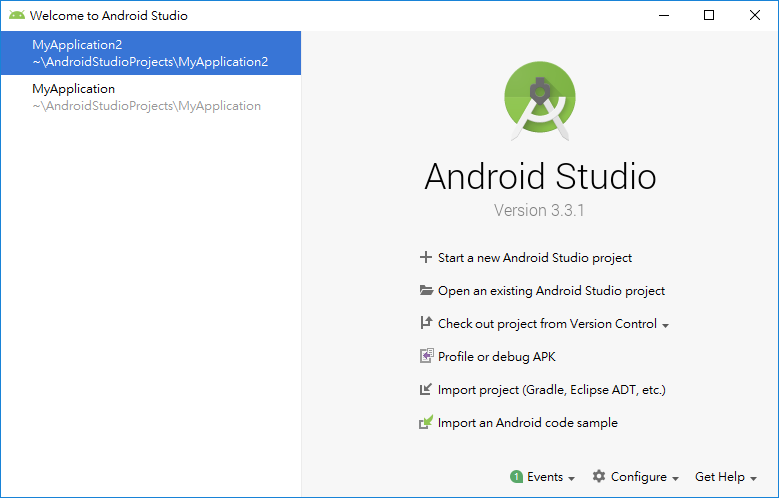 Welcome to Android Studio
MyApplication2
~\AndroidStudioProjects\MyApplication2
MyApplication
~\AndroidStudioProjects\MyApplication
Android Studio
Version 3.3.1
Start a new Android Studio project
Open an existing Android Studio project
Check out project from Version Control
Profile or debug APK
Import project (Gradle, Eclipse ADT, etc.)
Import an Android code sample
1 Events Configure Get Help